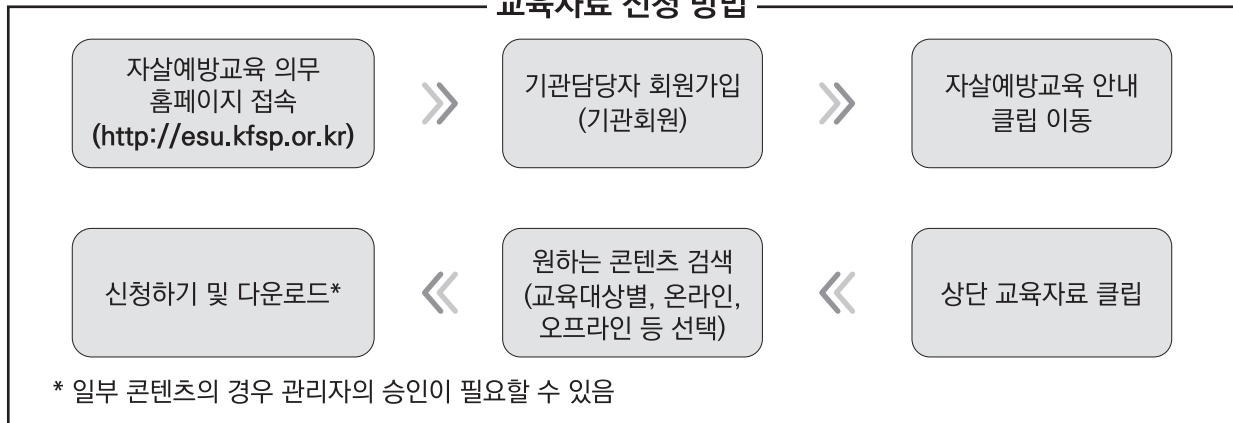 교육자료 신청 방법
자살예방교육 의무
홈페이지 접속
(http://esu.kfsp.or.kr)
기관담당자 회원가입
(기관회원)
자살예방교육 안내
클립 이동
상단 교육자료 클립
원하는 콘텐츠 검색
(교육대상별, 온라인,
오프라인 등 선택)
신청하기 및 다운로드*
* 일부 콘텐츠의 경우 관리자의 승인이 필요할 수 있음